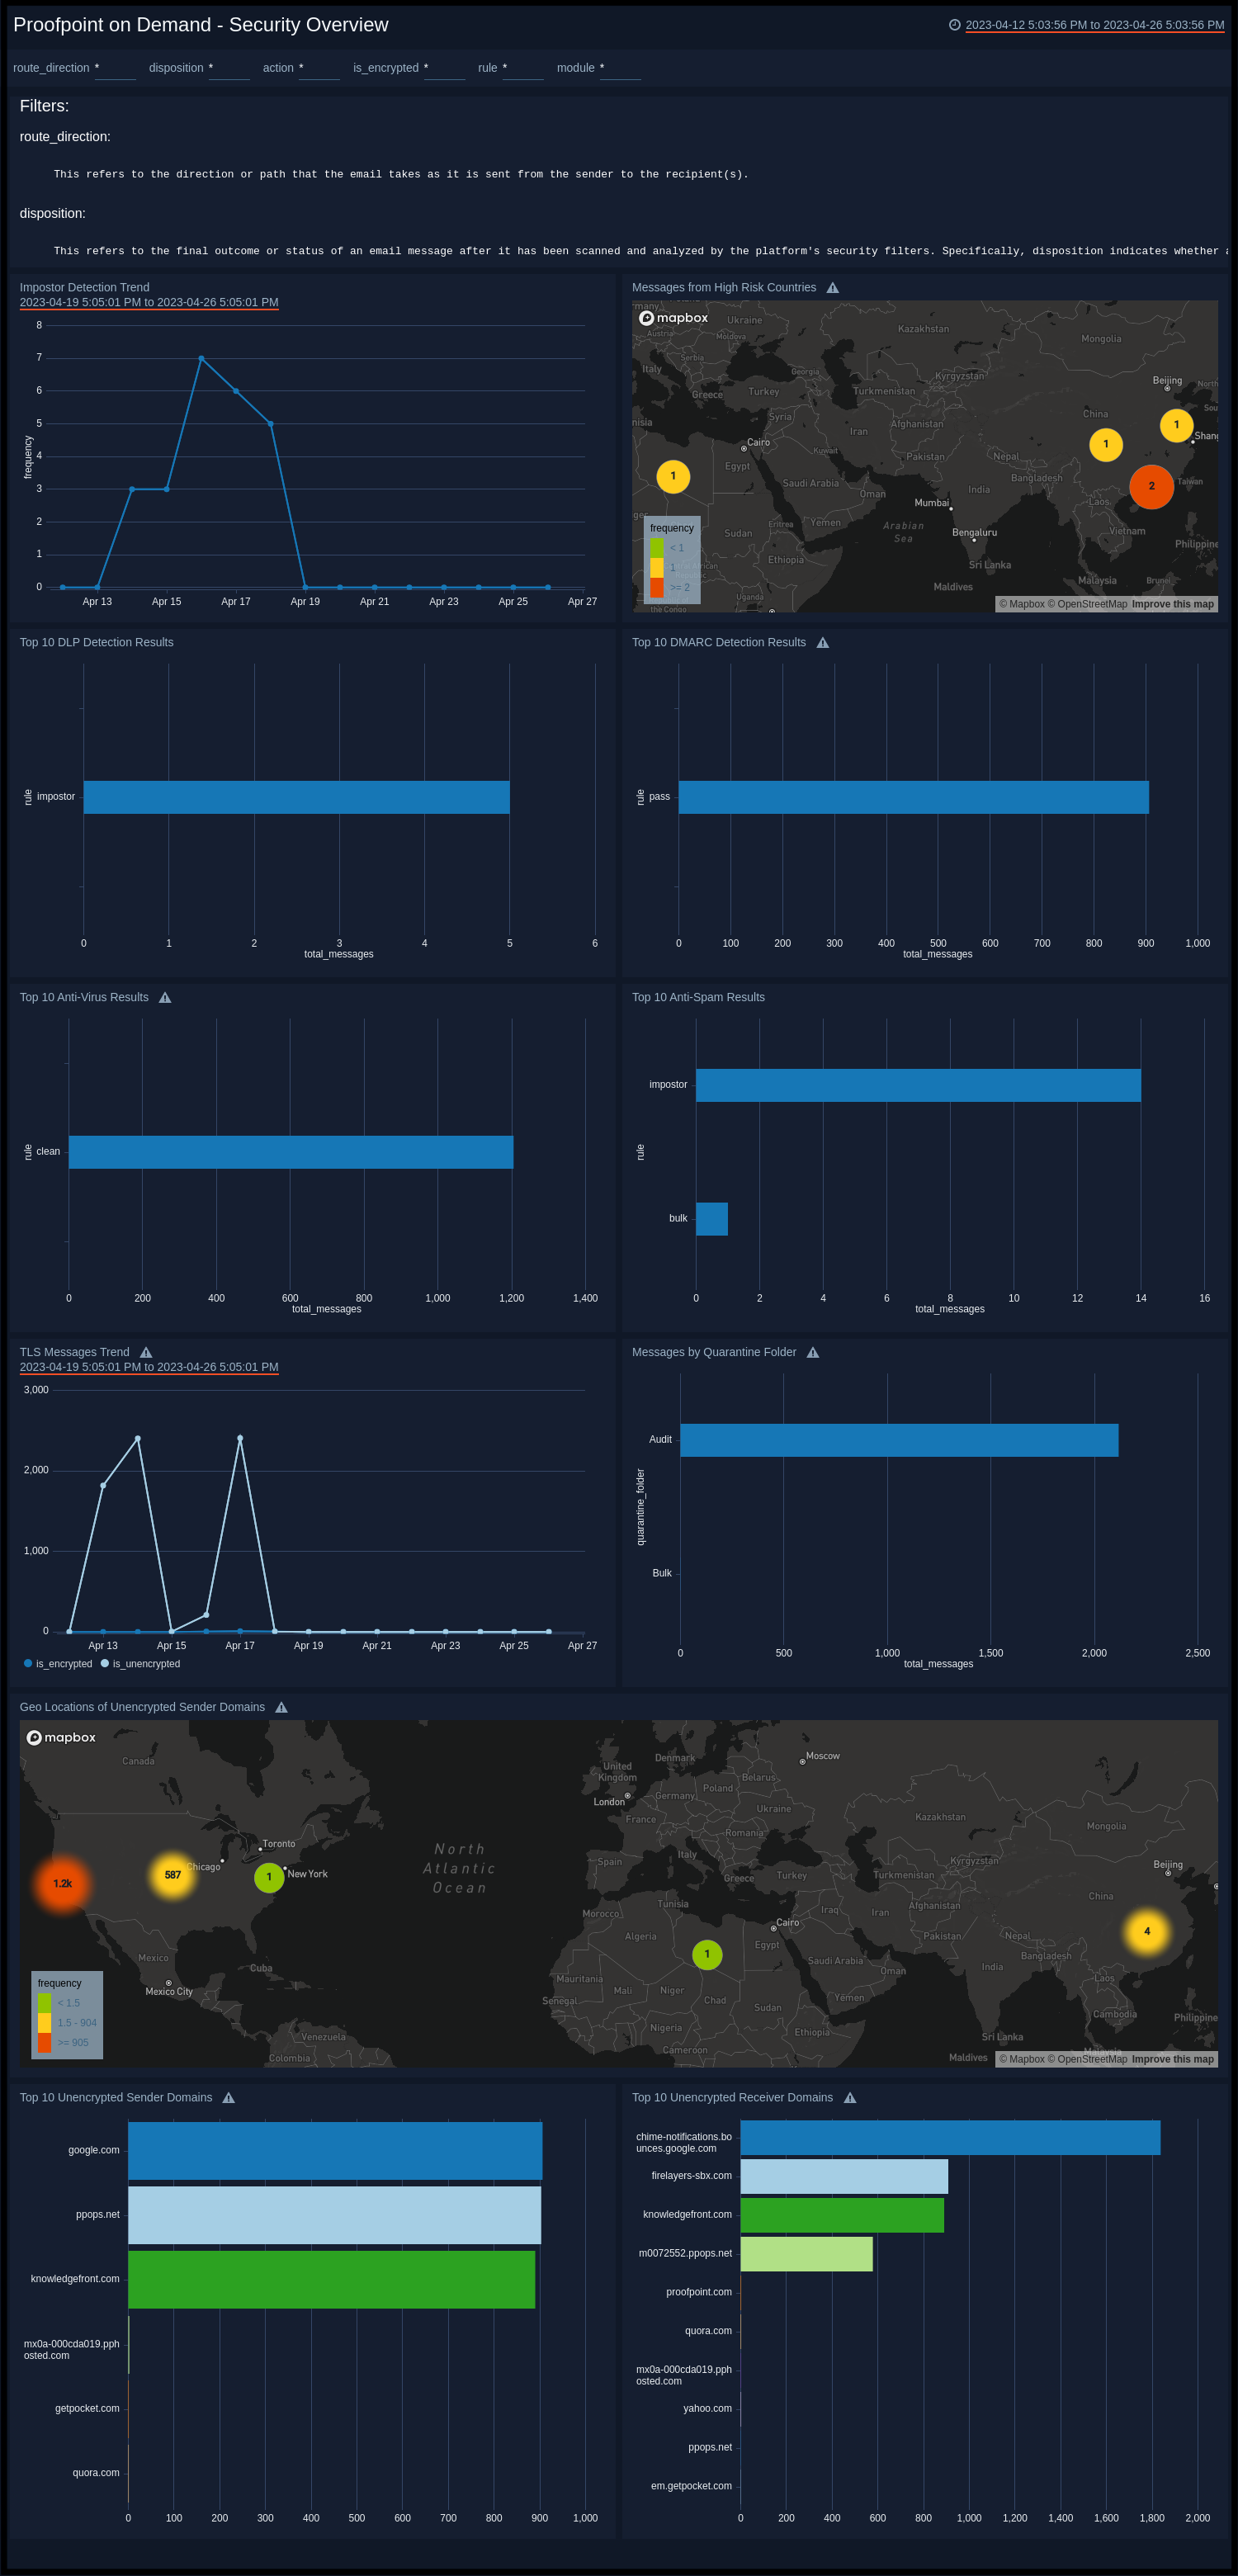 Proofpoint on Demand - Security Overview
2023-04-12 5:03:56 PM to 2023-04-26 5:03:56 PM
route_direction * disposition * action * is_encrypted * rule * module *
Filters:
route_direction:
This refers to the direction or path that the email takes as it is sent from the sender to the recipient(s).
disposition:
This refers to the final outcome or status of an email message after it has been scanned and analyzed by the platform's security filters. Specifically, disposition indicates whether
Impostor Detection Trend
2023-04-19 5:05:01 PM to 2023-04-26 5:05:01 PM
8
7
6
5
4
3
2
1
0
frequency
Apr 13 Apr 15 Apr 17 Apr 19 Apr 21 Apr 23 Apr 25 Apr 27
Messages from High Risk Countries
mapbox
Ukraine
Kazakhstan
Austria
Moldova
Mongolia
Serbia
Italy
Georgia
Kyrgyzstan
Beijing
North
Greece
Turkey
Turkmenistan
Sou
nisia
Syria
Afghanistan
China
1
Shang
Cairo
Iran
1
Kuwait
Pakistan
Nepal
Egypt
1
Saudi Arabia
Bangladesh
2
Taiwan
Oman
India
Mumbai
Laos
Sudan
Eritrea
Yemen
Arabian
Sea
Bengaluru
Vietnam
Philippine
Ethiopia
Sri Lanka
Maldives
Malaysia
Brunei
Uganda
the Congo
frequency
< 1
1
>= 2
© Mapbox © OpenStreetMap Improve this map
Top 10 DLP Detection Results
rule
impostor
0 1 2 3 4 5 6
total_messages
Top 10 DMARC Detection Results
rule
pass
0 100 200 300 400 500 600 700 800 900 1,000
total_messages
Top 10 Anti-Virus Results
rule
clean
0 200 400 600 800 1,000 1,200 1,400
total_messages
Top 10 Anti-Spam Results
impostor
rule
bulk
0 2 4 6 8 10 12 14 16
total_messages
TLS Messages Trend
2023-04-19 5:05:01 PM to 2023-04-26 5:05:01 PM
3,000
2,000
1,000
0
Apr 13 Apr 15 Apr 17 Apr 19 Apr 21 Apr 23 Apr 25 Apr 27
is_encrypted is_unencrypted
Messages by Quarantine Folder
Audit
quarantine_folder
Bulk
0 500 1,000 1,500 2,000 2,500
total_messages
Geo Locations of Unencrypted Sender Domains
mapbox
Canada
United
Kingdom
Denmark
Moscow
Belarus
London
Germany
Poland
France
Ukraine
Kazakhstan
Mongolia
Toronto
North
Atlantic
Ocean
Romania
Italy
Spain
Kyrgyzstan
Beijing
1.2k
587
Chicago
1
New York
Greece
Turkey
Turkmenistan
Tunisia
China
Morocco
Iraq
Iran
Afghanistan
Cairo
4
Algeria
1
Egypt
Pakistan
Nepal
Mexico
Saudi Arabia
Bangladesh
Cuba
Oman
India
Mexico City
Mauritania
Mali
Niger
Chad
Laos
Senegal
Sudan
Yemen
Cambodia
Philippine
Nigeria
Ethiopia
Venezuela
Sri Lanka
Colombia
Cameroon
Maldives
Malaysia
frequency
< 1.5
1.5 - 904
>= 905
© Mapbox © OpenStreetMap Improve this map
Top 10 Unencrypted Sender Domains
google.com
ppops.net
knowledgefront.com
mx0a-000cda019.pph
osted.com
getpocket.com
quora.com
0 100 200 300 400 500 600 700 800 900 1,000
Top 10 Unencrypted Receiver Domains
chime-notifications.bo
unces.google.com
firelayers-sbx.com
knowledgefront.com
m0072552.ppops.net
proofpoint.com
quora.com
mx0a-000cda019.pph
osted.com
yahoo.com
ppops.net
em.getpocket.com
0 200 400 600 800 1,000 1,200 1,400 1,600 1,800 2,000